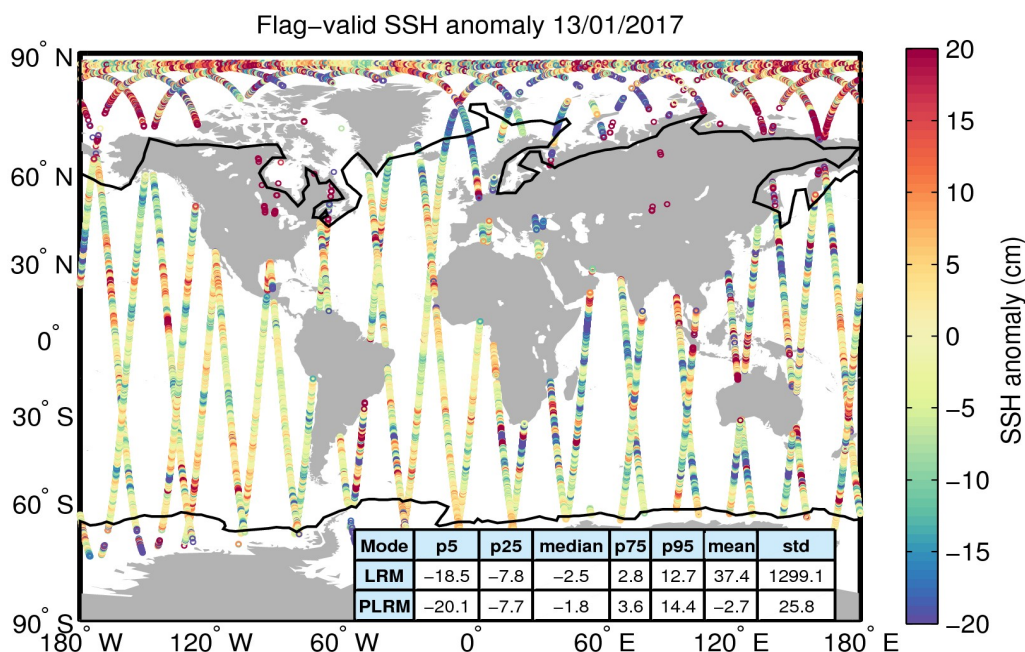 Flag−valid SSH anomaly 13/01/2017
90° N
60° N
30° N
0°
30° S
60° S
90° S
180° W
120° W
60° W
0°
60° E
120° E
180° E
Mode p5 p25 median p75 p95 mean std
LRM −18.5 −7.8 −2.5 2.8 12.7 37.4 1299.1
PLRM −20.1 −7.7 −1.8 3.6 14.4 −2.7 25.8
20
15
10
5
0
−5
−10
−15
−20
SSH anomaly (cm)